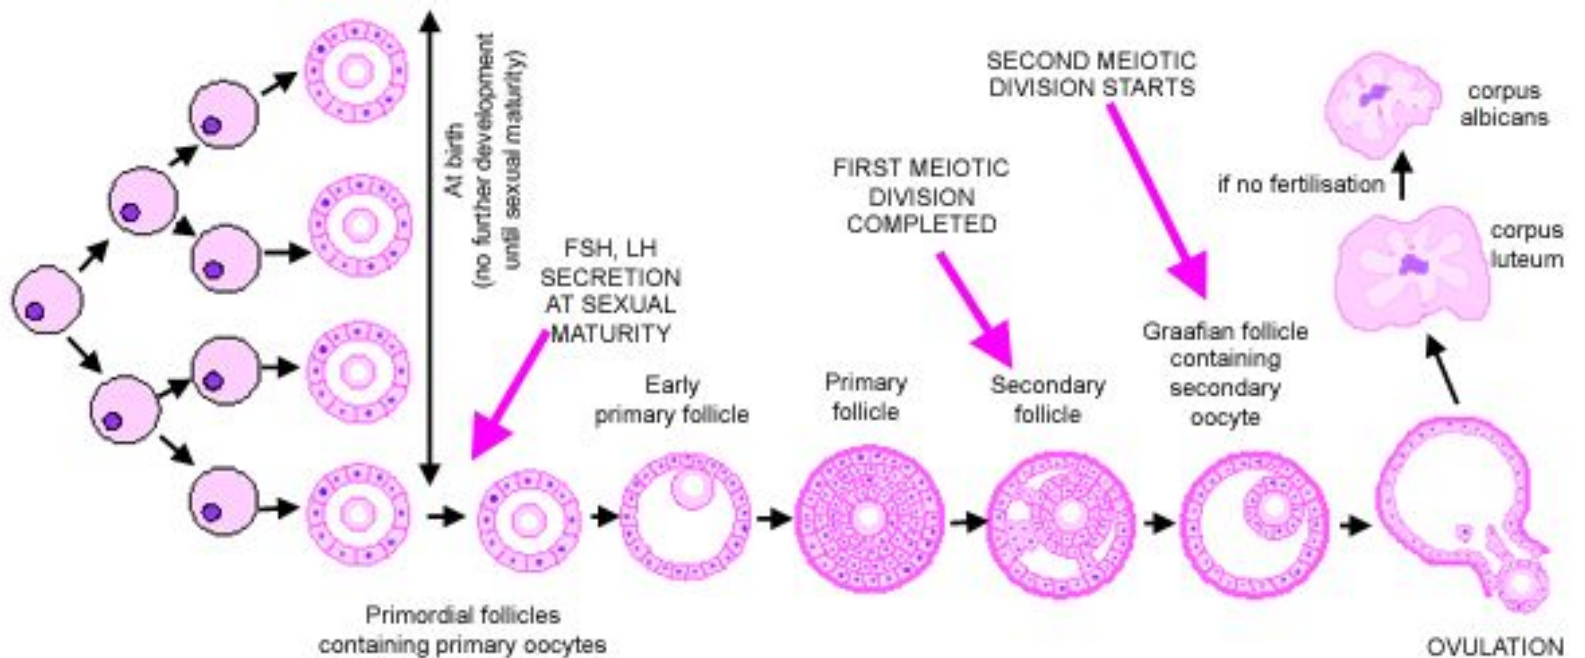 At birth
(no further development
until sexual maturity)
FSH, LH
SECRETION
AT SEXUAL
MATURITY
Primordial follicles
containing primary oocytes
Early
primary follicle
Primary
follicle
FIRST MEIOTIC
DIVISION
COMPLETED
Secondary
follicle
SECOND MEIOTIC
DIVISION STARTS
Graafian follicle
containing
secondary
oocyte
OVULATION
corpus
luteum
if no fertilisation
corpus
albicans